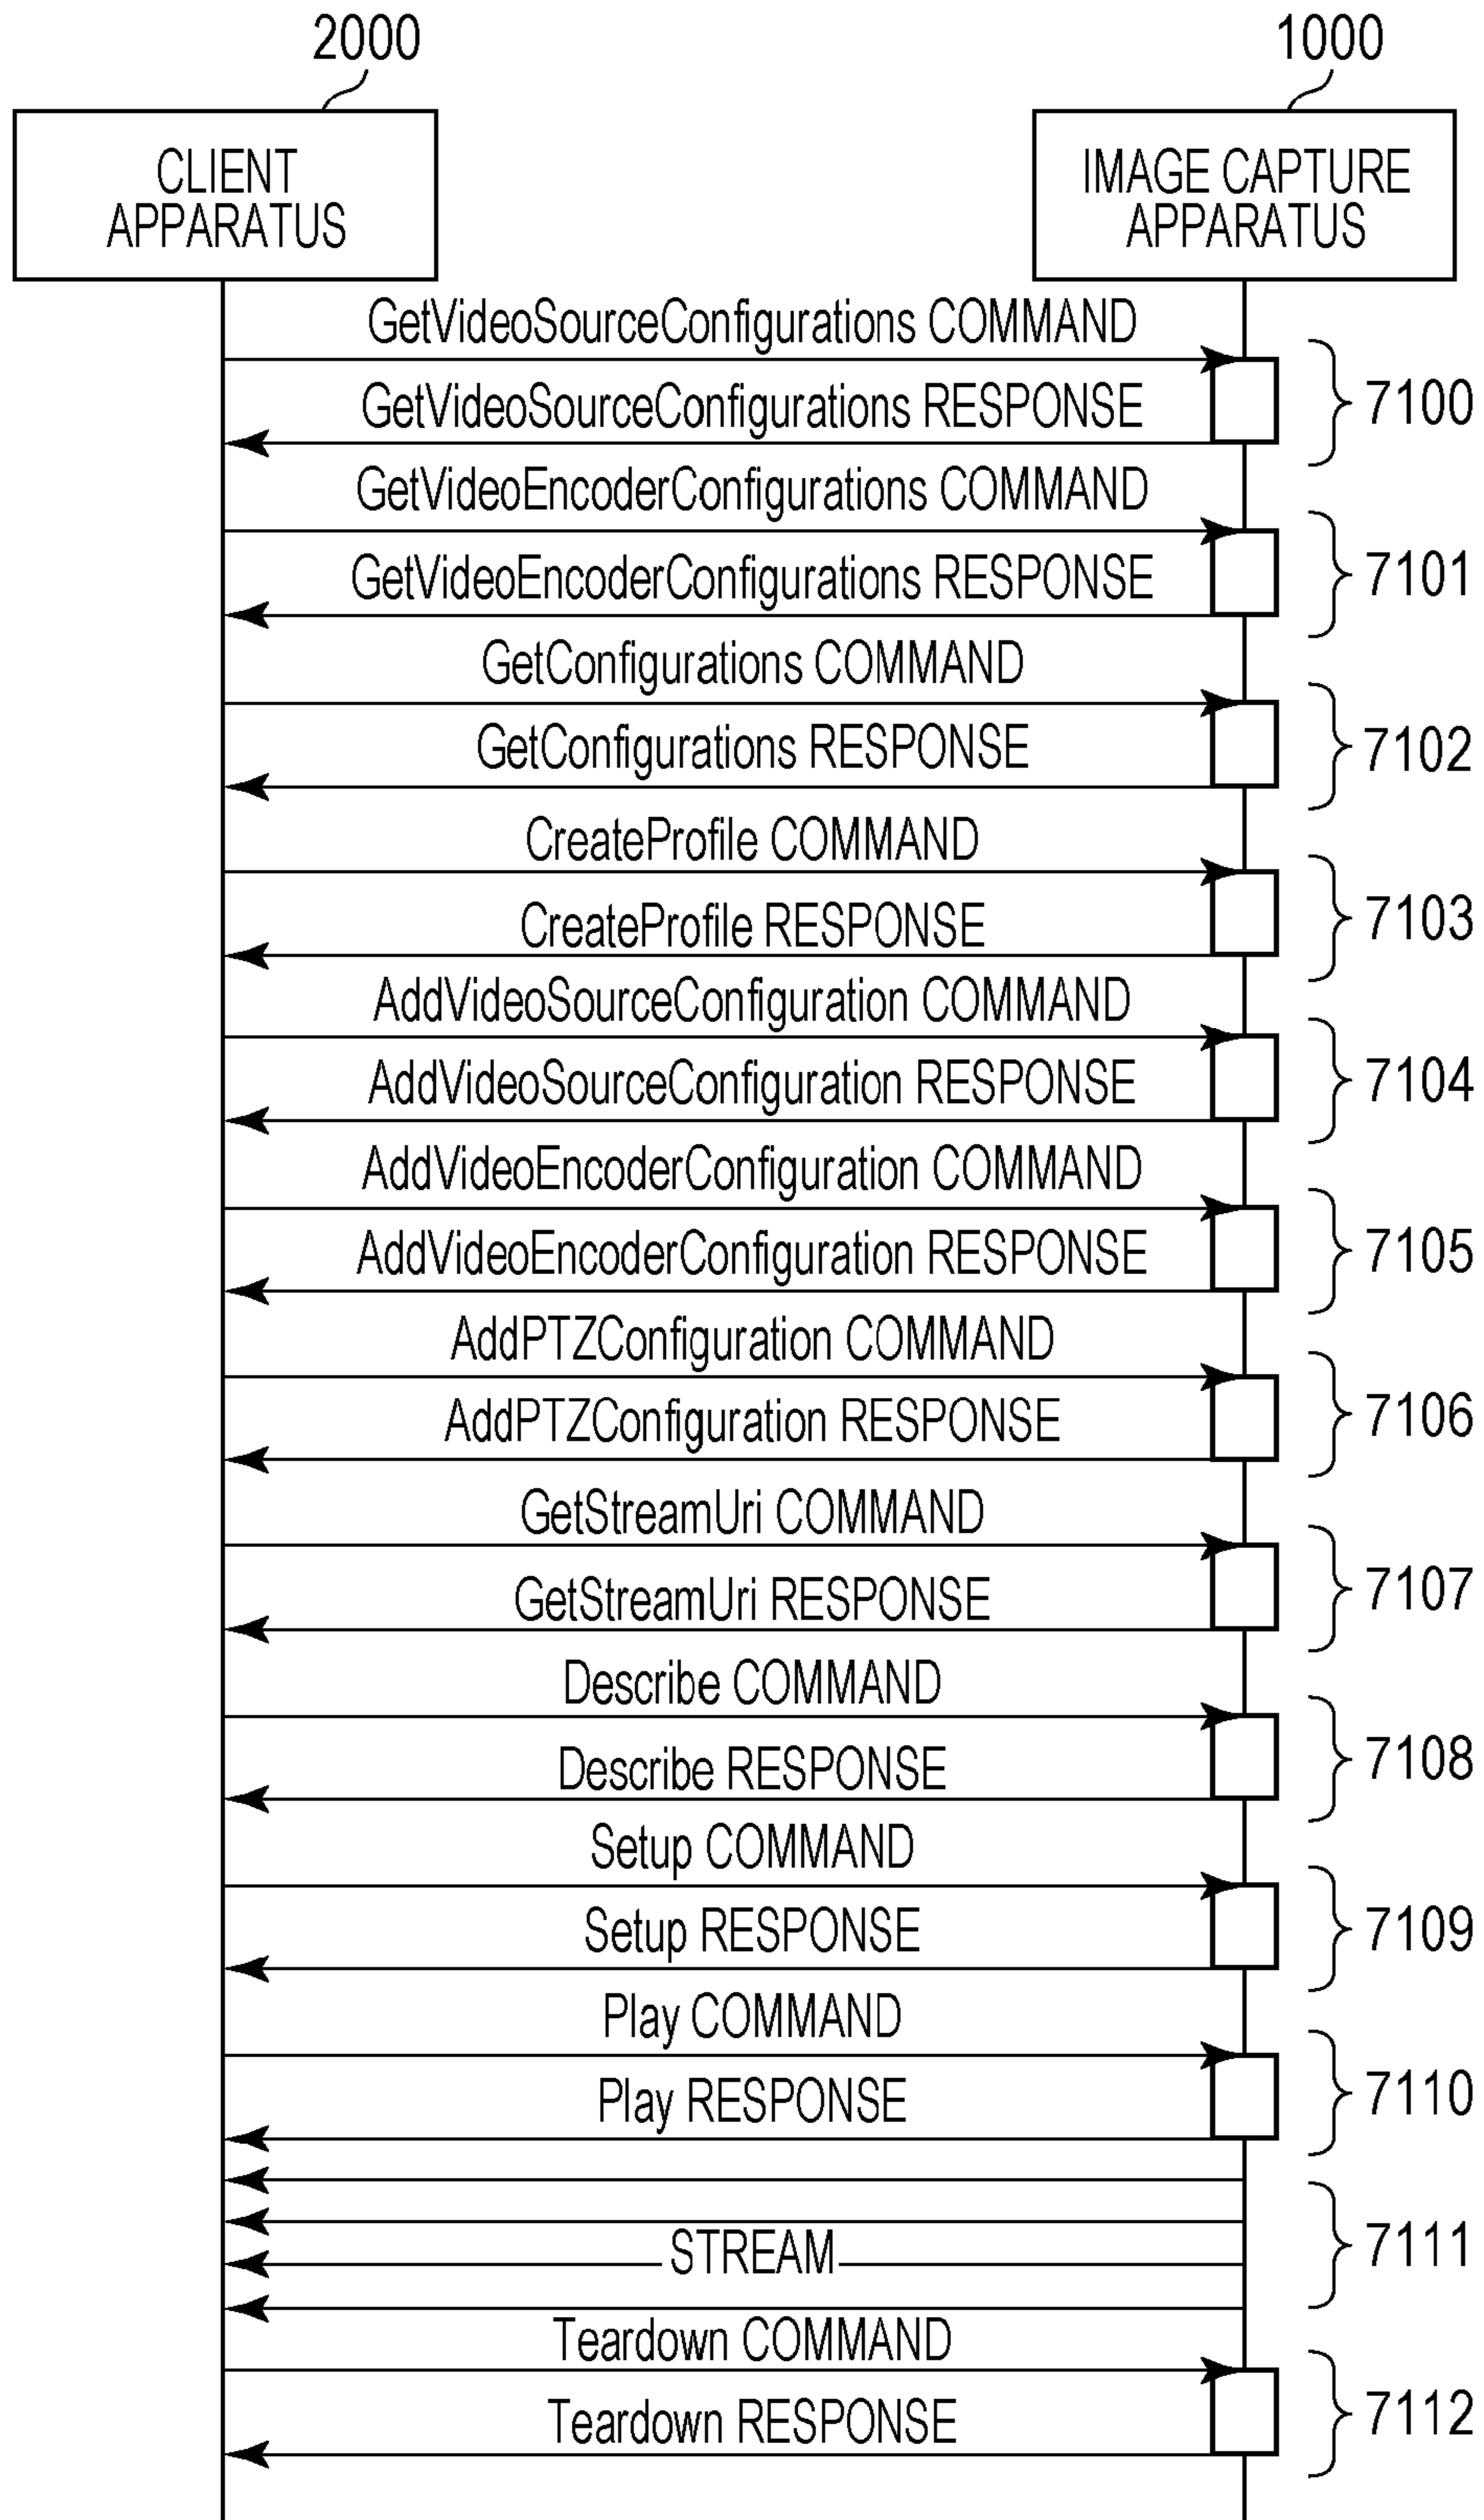 2000
1000
CLIENT
APPARATUS
IMAGE CAPTURE
APPARATUS
GetVideoSourceConfigurations COMMAND
GetVideoSourceConfigurations RESPONSE
7100
GetVideoEncoderConfigurations COMMAND
GetVideoEncoderConfigurations RESPONSE
7101
GetConfigurations COMMAND
GetConfigurations RESPONSE
7102
CreateProfile COMMAND
CreateProfile RESPONSE
7103
AddVideoSourceConfiguration COMMAND
AddVideoSourceConfiguration RESPONSE
7104
AddVideoEncoderConfiguration COMMAND
AddVideoEncoderConfiguration RESPONSE
7105
AddPTZConfiguration COMMAND
AddPTZConfiguration RESPONSE
7106
GetStreamUri COMMAND
GetStreamUri RESPONSE
7107
Describe COMMAND
Describe RESPONSE
7108
Setup COMMAND
Setup RESPONSE
7109
Play COMMAND
Play RESPONSE
7110
STREAM
7111
Teardown COMMAND
Teardown RESPONSE
7112